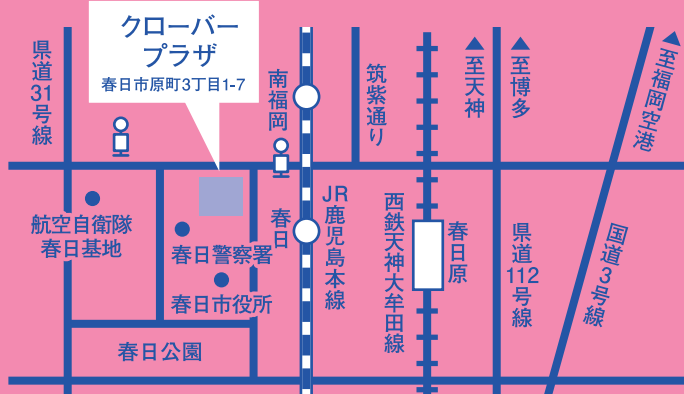 クローバー
プラザ
春日市原町3丁目1-7
県道31号線
南福岡
筑紫通り
▲至天神
▲至博多
▲至福岡空港
航空自衛隊
春日基地
春日警察署
春日市役所
春日公園
春日
JR鹿児島本線
西鉄天神大牟田線
春日原
県道112号線
国道3号線